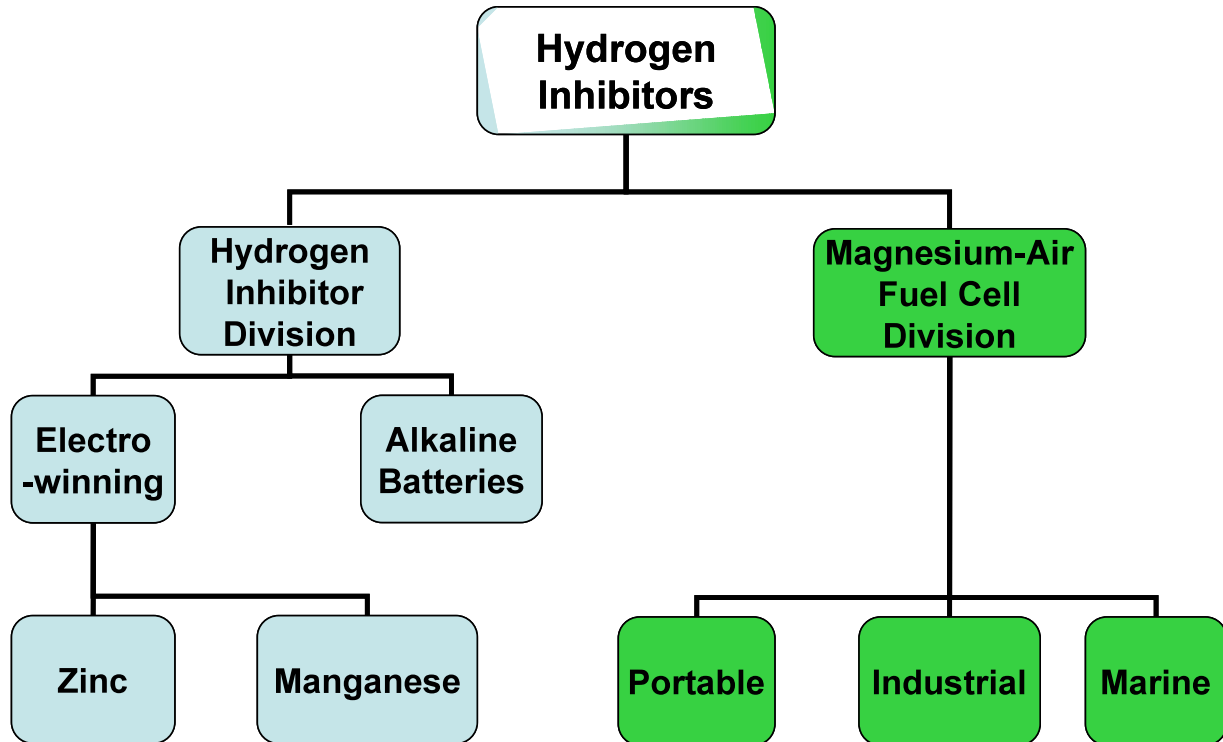 Hydrogen
Inhibitors
Hydrogen
Inhibitor
Division
Magnesium-Air
Fuel Cell
Division
Electro
-winning
Alkaline
Batteries
Zinc
Manganese
Portable
Industrial
Marine